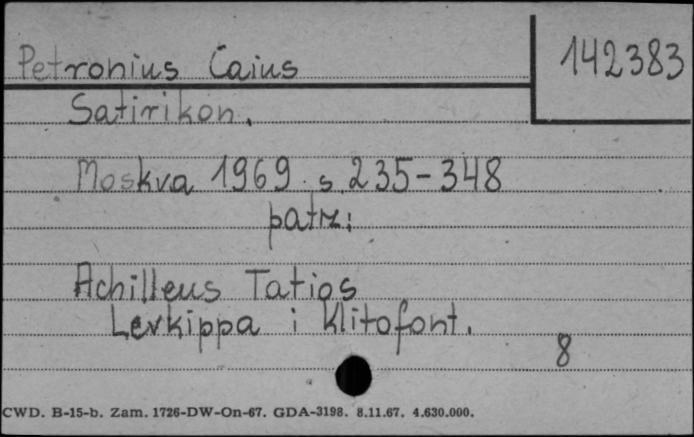 Petronius Caius
142383
Satirikon.
Moskva 1969 s. 235-348
patrz:
Achilleus Tatios
Levkippa i Klitofont.
8
CWD. B-15-b. Zam. 1726-DW-On-67. GDA-3198. 8.11.67. 4.630.000.